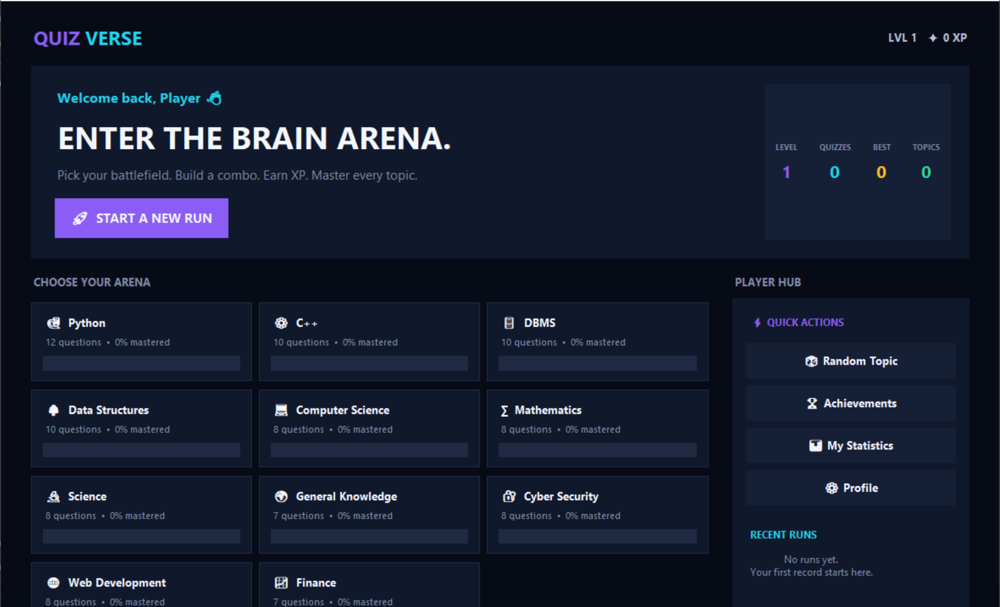 QUIZ VERSE
LVL 1 ✦ 0 XP
Welcome back, Player
ENTER THE BRAIN ARENA.
Pick your battlefield. Build a combo. Earn XP. Master every topic.
START A NEW RUN
LEVEL QUIZZES BEST TOPICS
1 0 0 0
CHOOSE YOUR ARENA
Python
12 questions • 0% mastered
C++
10 questions • 0% mastered
DBMS
10 questions • 0% mastered
Data Structures
10 questions • 0% mastered
Computer Science
8 questions • 0% mastered
∑ Mathematics
8 questions • 0% mastered
Science
8 questions • 0% mastered
General Knowledge
7 questions • 0% mastered
Cyber Security
8 questions • 0% mastered
Web Development
8 questions • 0% mastered
Finance
7 questions • 0% mastered
PLAYER HUB
QUICK ACTIONS
Random Topic
Achievements
My Statistics
Profile
RECENT RUNS
No runs yet.
Your first record starts here.